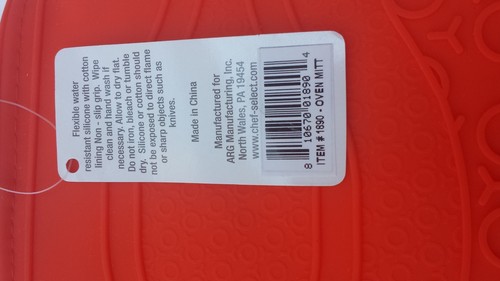 Flexible water
resistant silicone with cotton
lining Non - slip grip. Wipe
clean and hand wash if
necessary. Allow to dry flat.
Do not iron, bleach or tumble
dry. Silicone or cotton should
not be exposed to direct flame
or sharp objects such as
knives.
Made in China
Manufactured for
ARG Manufacturing, Inc.
North Wales, PA 19454
www.chef-select.com
8 10670 01890 4
ITEM # 1890 - OVEN MITT